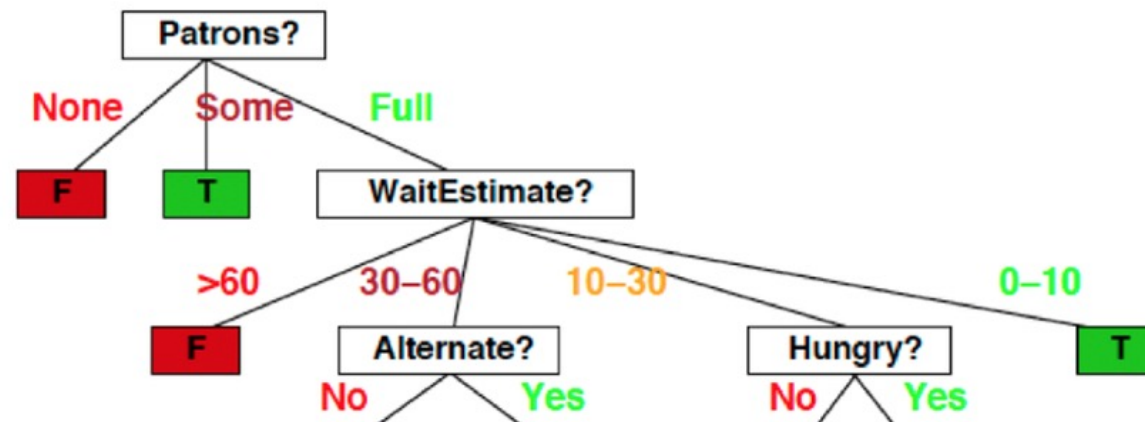 Patrons?
None Some Full
F T WaitEstimate?
>60 30–60 10–30 0–10
F Alternate? Hungry? T
No Yes No Yes